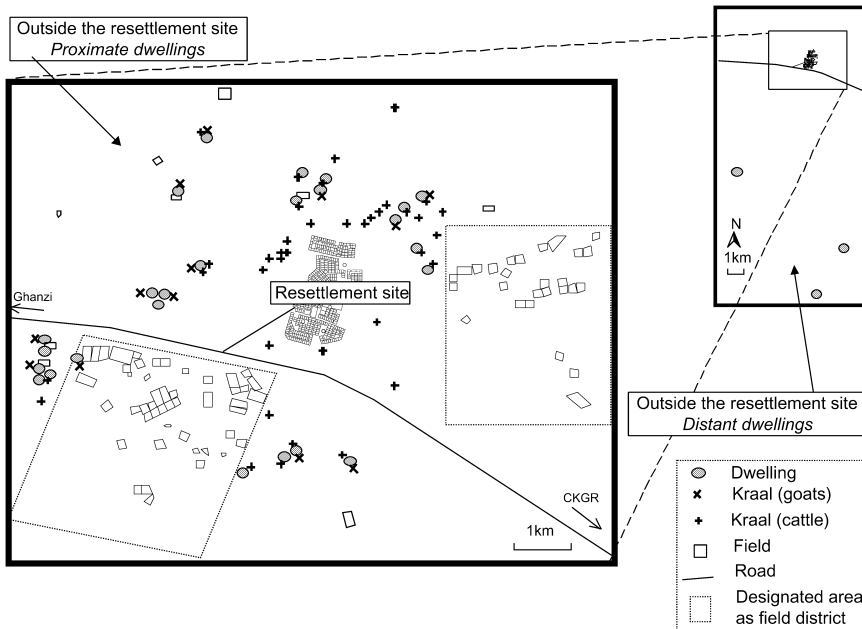 Outside the resettlement site
Proximate dwellings
Ghanzi
Resettlement site
CKGR
1km
N
1km
Outside the resettlement site
Distant dwellings
Dwelling
Kraal (goats)
Kraal (cattle)
Field
Road
Designated area
as field district